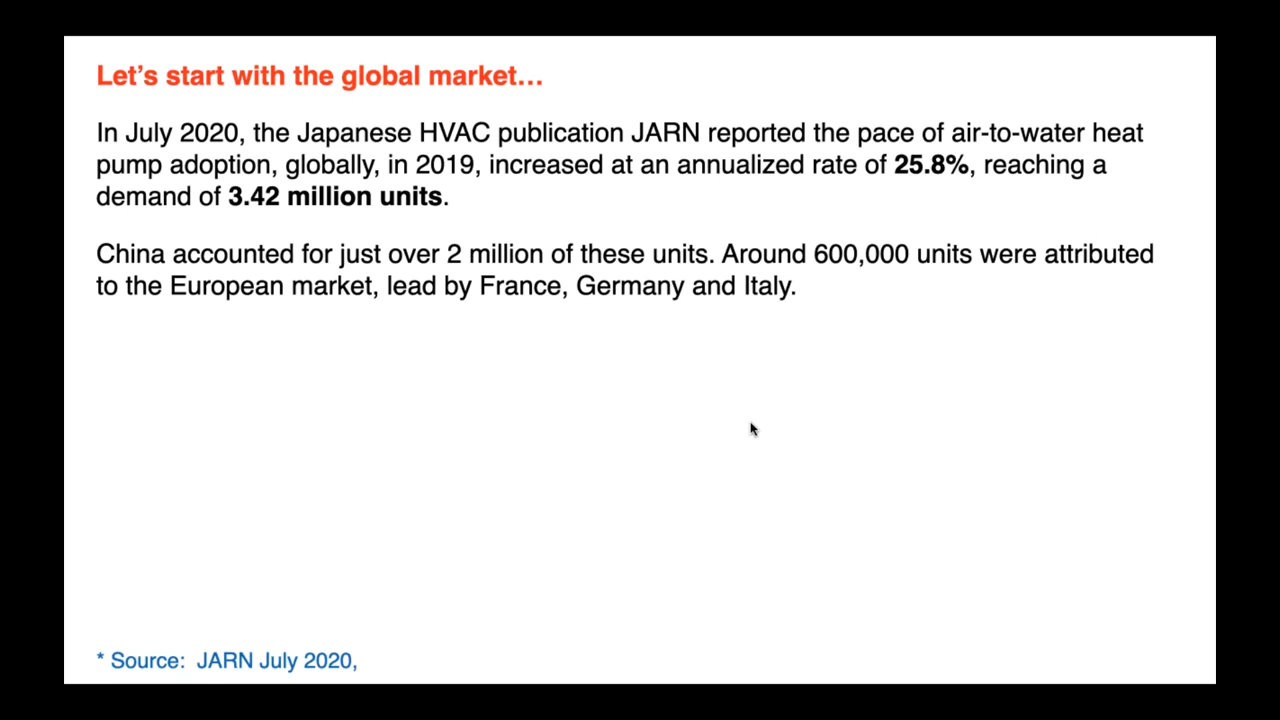 Let’s start with the global market…
In July 2020, the Japanese HVAC publication JARN reported the pace of air-to-water heat
pump adoption, globally, in 2019, increased at an annualized rate of 25.8%, reaching a
demand of 3.42 million units.
China accounted for just over 2 million of these units. Around 600,000 units were attributed
to the European market, lead by France, Germany and Italy.
* Source:  JARN July 2020,